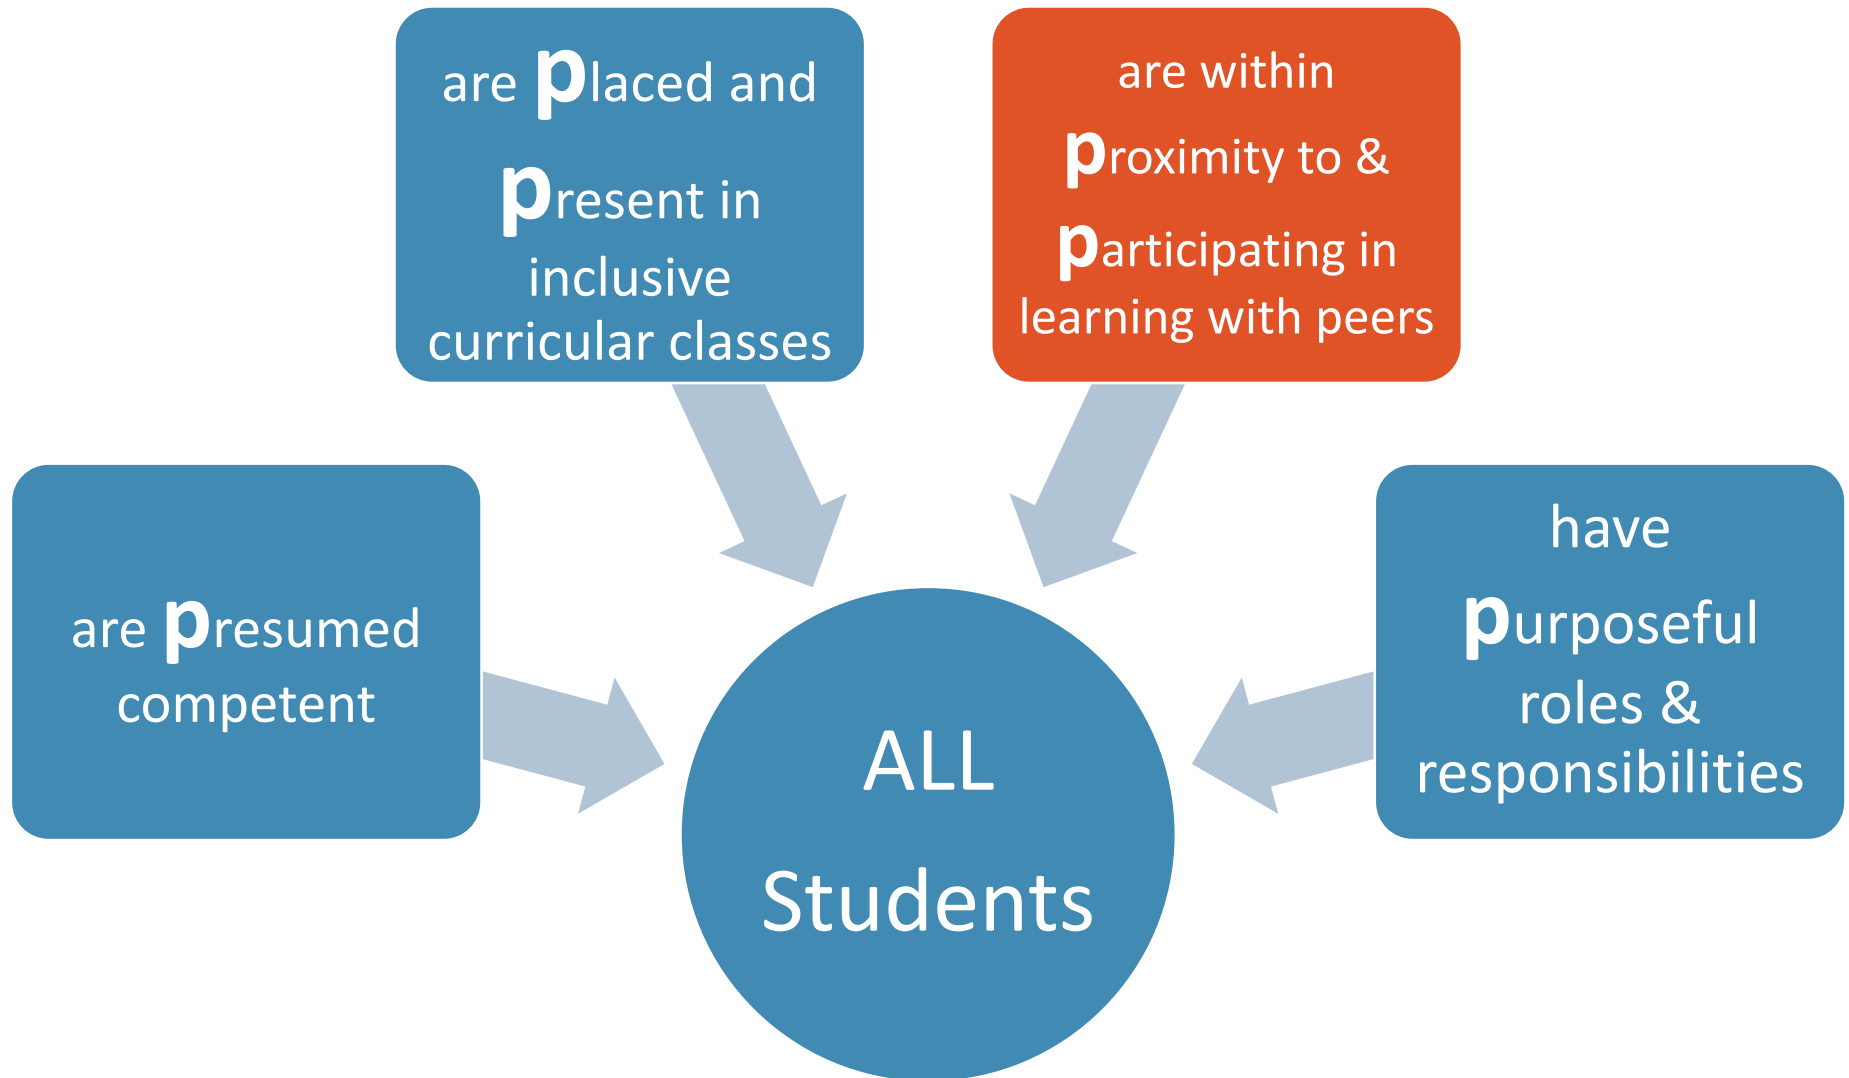 are placed and
present in
inclusive
curricular classes
are within
proximity to &
participating in
learning with peers
are presumed
competent
have
purposeful
roles &
responsibilities
ALL
Students